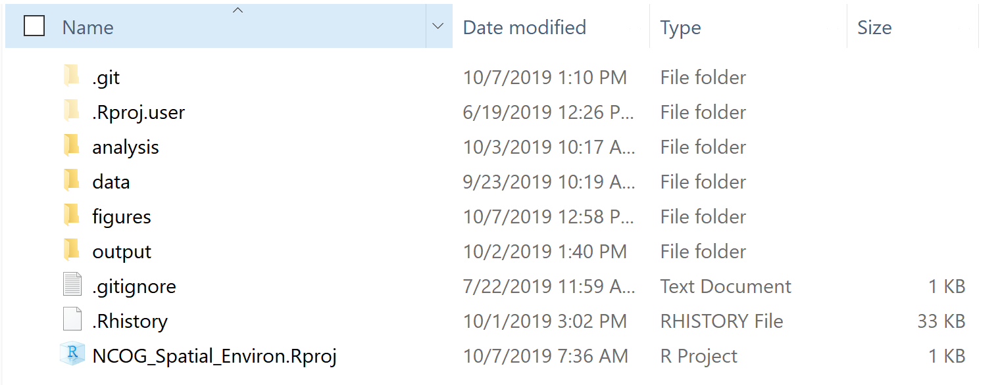 Name Date modified Type Size
.git 10/7/2019 1:10 PM File folder
.Rproj.user 6/19/2019 12:26 P... File folder
analysis 10/3/2019 10:17 A... File folder
data 9/23/2019 10:19 A... File folder
figures 10/7/2019 12:58 P... File folder
output 10/2/2019 1:40 PM File folder
.gitignore 7/22/2019 11:59 A... Text Document 1 KB
.Rhistory 10/1/2019 3:02 PM RHISTORY File 33 KB
R NCOG_Spatial_Environ.Rproj 10/7/2019 7:36 AM R Project 1 KB